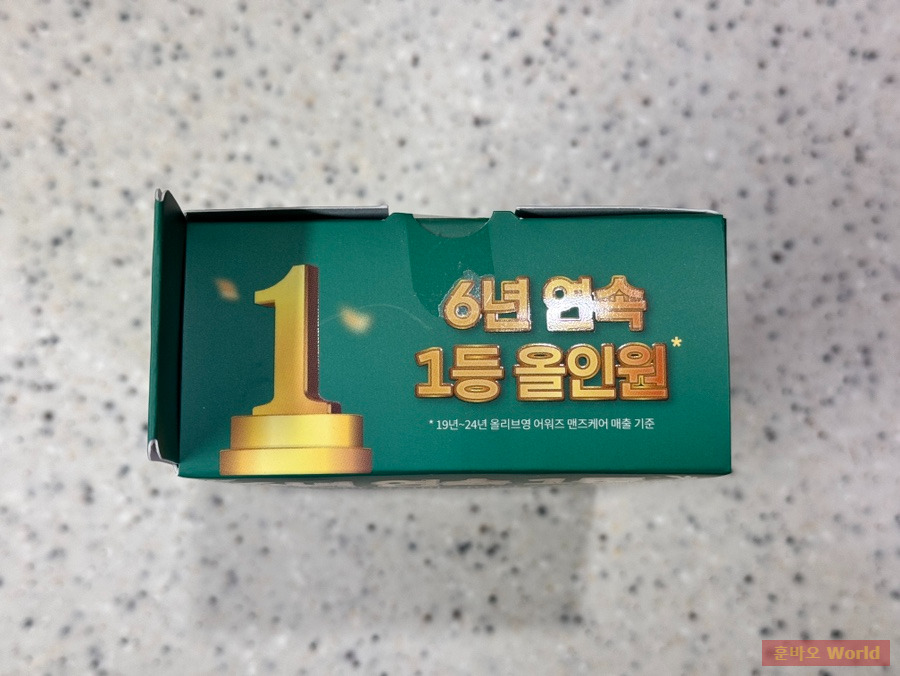 1
6년 연속
1등 올인원*
* 19년~24년 올리브영 어워즈 맨즈케어 매출 기준
훈바오 World